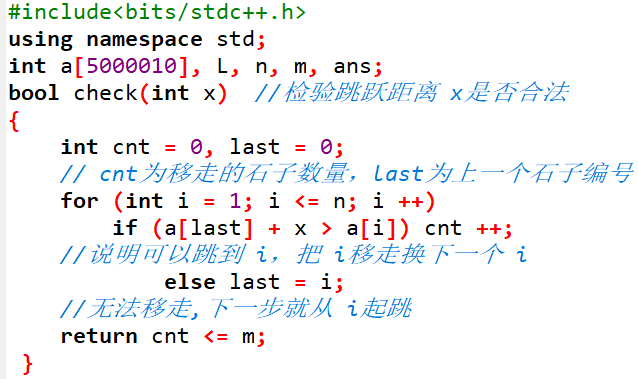 #include<bits/stdc++.h>
using namespace std;
int a[5000010], L, n, m, ans;
bool check(int x)  //检验跳跃距离 x是否合法
{
    int cnt = 0, last = 0;
    // cnt为移走的石子数量，last为上一个石子编号
    for (int i = 1; i <= n; i ++)
        if (a[last] + x > a[i]) cnt ++;
    //说明可以跳到 i，把 i移走换下一个 i
            else last = i;
    //无法移走,下一步就从 i起跳
    return cnt <= m;
}